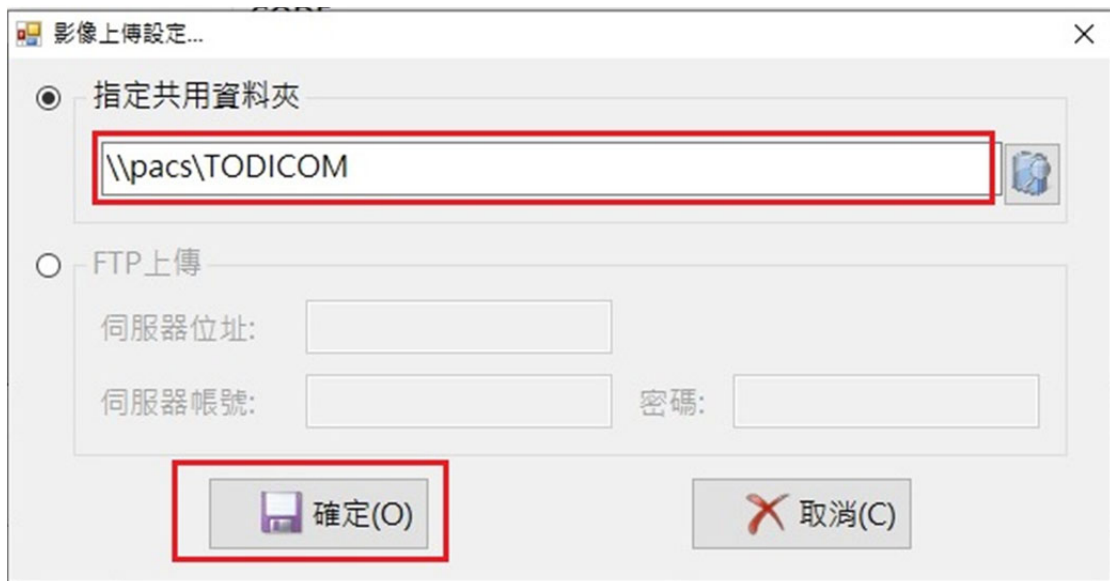 影像上傳設定...
指定共用資料夾
\\pacs\TODICOM
FTP上傳
伺服器位址:
伺服器帳號:
密碼:
確定(O)
取消(C)